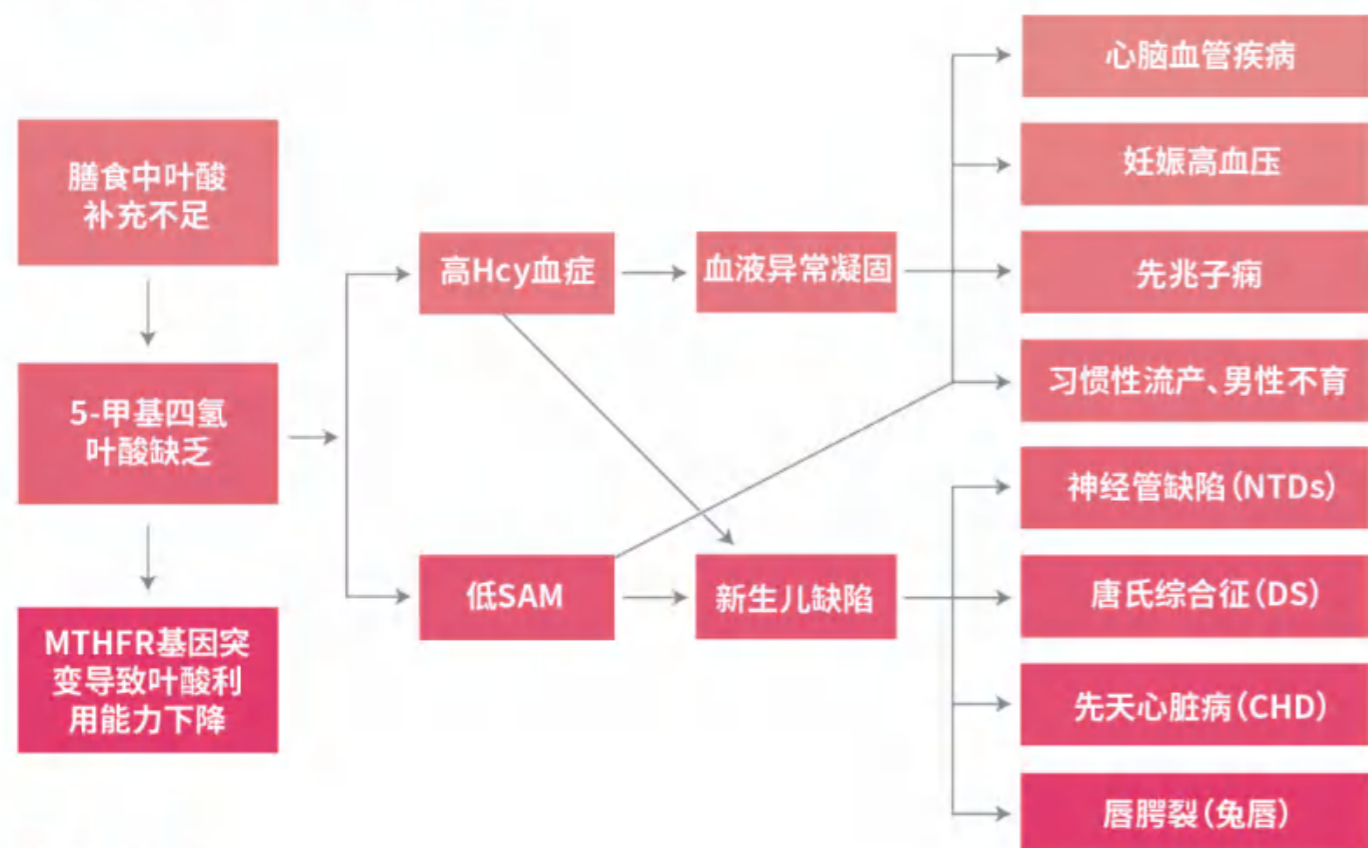 膳食中叶酸
补充不足
5-甲基四氢
叶酸缺乏
MTHFR基因突
变导致叶酸利
用能力下降
高Hcy血症
低SAM
血液异常凝固
新生儿缺陷
心脑血管疾病
妊娠高血压
先兆子痫
习惯性流产、男性不育
神经管缺陷(NTDs)
唐氏综合征(DS)
先天心脏病(CHD)
唇腭裂(兔唇)